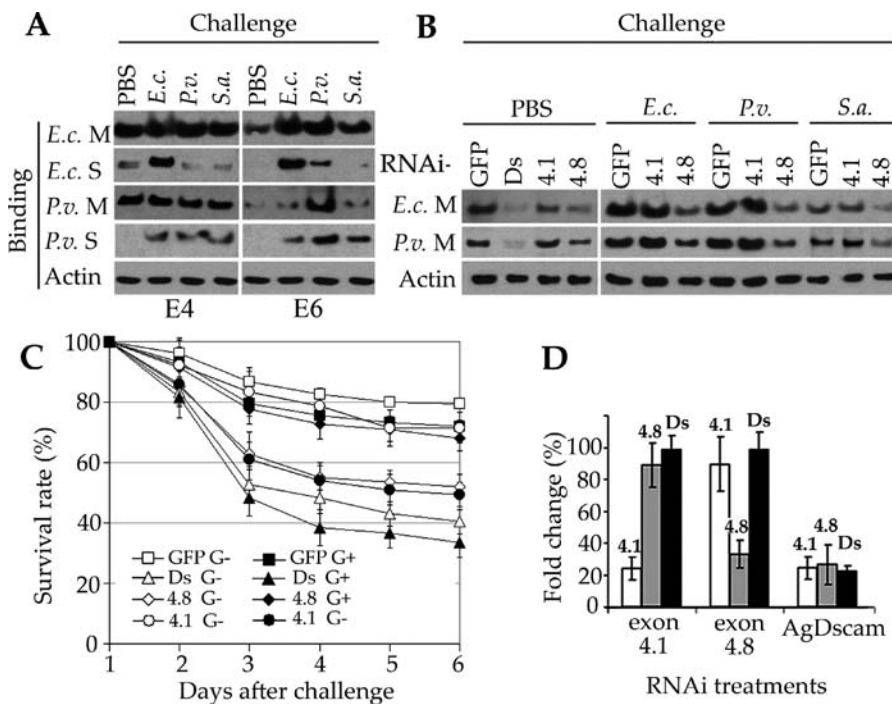 A
Challenge
PBS
E.c.
P.v.
S.a.
PBS
E.c.
P.v.
S.a.
Binding
E.c. M
E.c. S
P.v. M
P.v. S
Actin
E4
E6
B
Challenge
PBS
E.c.
P.v.
S.a.
RNAi-
GFP
Ds
4.1
4.8
GFP
4.1
4.8
GFP
4.1
4.8
GFP
4.1
4.8
E.c. M
P.v. M
Actin
C
Survival rate (%)
100
80
60
40
20
0
1 2 3 4 5 6
Days after challenge
GFP G- GFP G+
Ds G- Ds G+
4.8 G- 4.8 G+
4.1 G- 4.1 G-
D
Fold change (%)
100
80
60
40
20
0
4.1 4.8 Ds
4.1 4.8 Ds
4.1 4.8 Ds
exon 4.1
exon 4.8
AgDscam
RNAi treatments